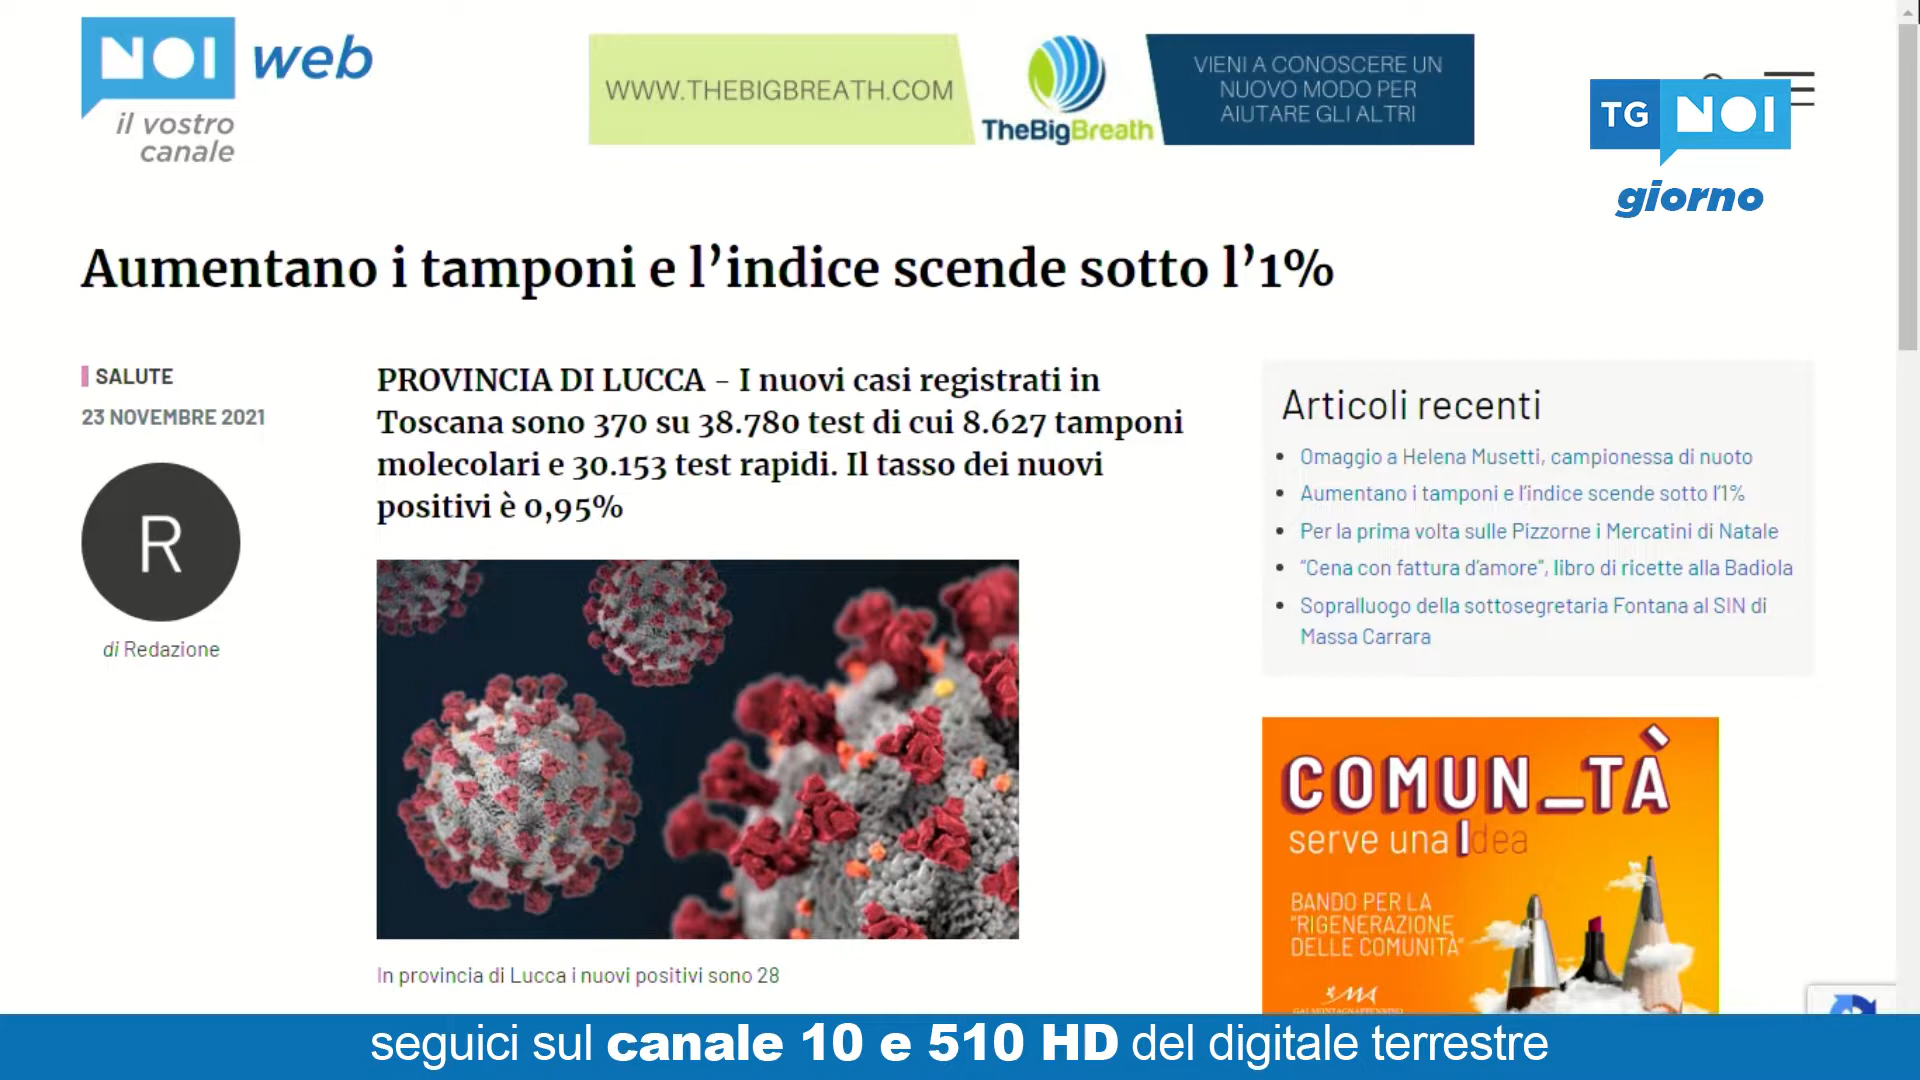 NOI web
il vostro
canale
WWW.THEBIGBREATH.COM
TheBigBreath
VIENI A CONOSCERE UN
NUOVO MODO PER
AIUTARE GLI ALTRI
TG NOI
giorno
Aumentano i tamponi e l’indice scende sotto l’1%
SALUTE
23 NOVEMBRE 2021
R
di Redazione
PROVINCIA DI LUCCA - I nuovi casi registrati in
Toscana sono 370 su 38.780 test di cui 8.627 tamponi
molecolari e 30.153 test rapidi. Il tasso dei nuovi
positivi è 0,95%
In provincia di Lucca i nuovi positivi sono 28
Articoli recenti
Omaggio a Helena Musetti, campionessa di nuoto
Aumentano i tamponi e l’indice scende sotto l’1%
Per la prima volta sulle Pizzorne i Mercatini di Natale
“Cena con fattura d’amore”, libro di ricette alla Badiola
Sopralluogo della sottosegretaria Fontana al SIN di
Massa Carrara
COMUN_TÀ
serve una Idea
BANDO PER LA
"RIGENERAZIONE
DELLE COMUNITÀ"
seguici sul canale 10 e 510 HD del digitale terrestre